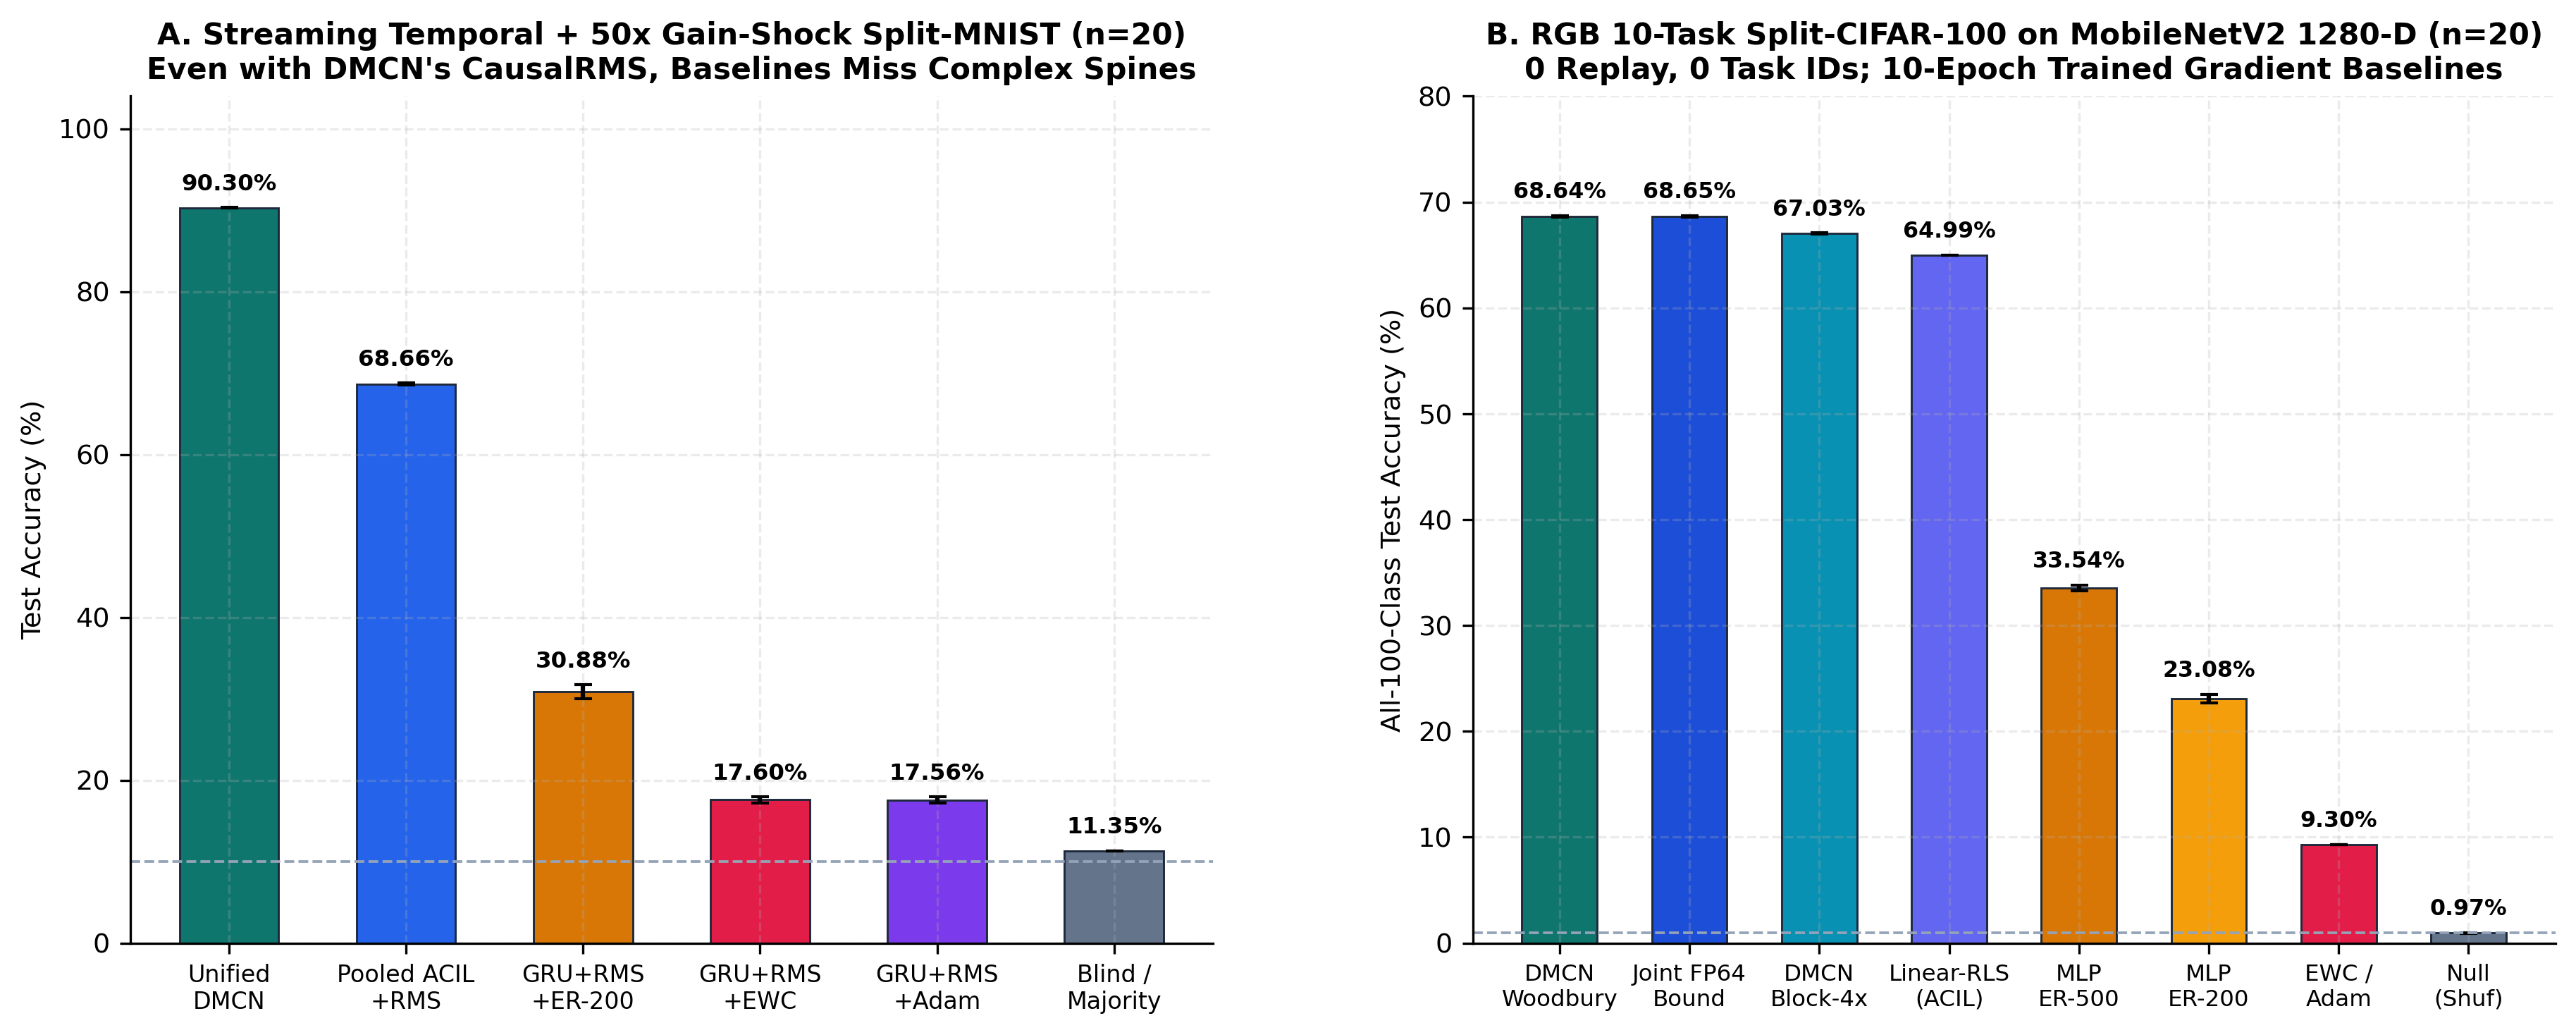 A. Streaming Temporal + 50x Gain-Shock Split-MNIST (n=20)
Even with DMCN's CausalRMS, Baselines Miss Complex Spines
Test Accuracy (%)
100
80
60
40
20
0
90.30%
68.66%
30.88%
17.60%
17.56%
11.35%
Unified
DMCN
Pooled ACIL
+RMS
GRU+RMS
+ER-200
GRU+RMS
+EWC
GRU+RMS
+Adam
Blind /
Majority
B. RGB 10-Task Split-CIFAR-100 on MobileNetV2 1280-D (n=20)
0 Replay, 0 Task IDs; 10-Epoch Trained Gradient Baselines
All-100-Class Test Accuracy (%)
80
70
60
50
40
30
20
10
0
68.64%
68.65%
67.03%
64.99%
33.54%
23.08%
9.30%
0.97%
DMCN
Woodbury
Joint FP64
Bound
DMCN
Block-4x
Linear-RLS
(ACIL)
MLP
ER-500
MLP
ER-200
EWC /
Adam
Null
(Shuf)